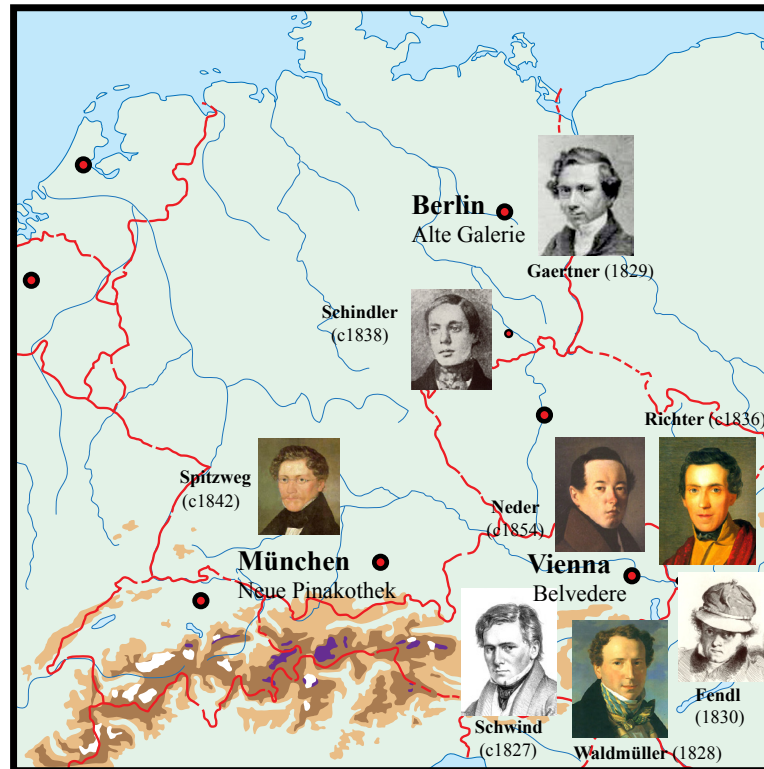 Berlin
Alte Galerie
Gaertner (1829)
Schindler
(c1838)
Richter (c1836)
Spitzweg
(c1842)
Neder
(c1854)
München
Neue Pinakothek
Vienna
Belvedere
Schwind
(c1827)
Waldmüller (1828)
Fendl
(1830)